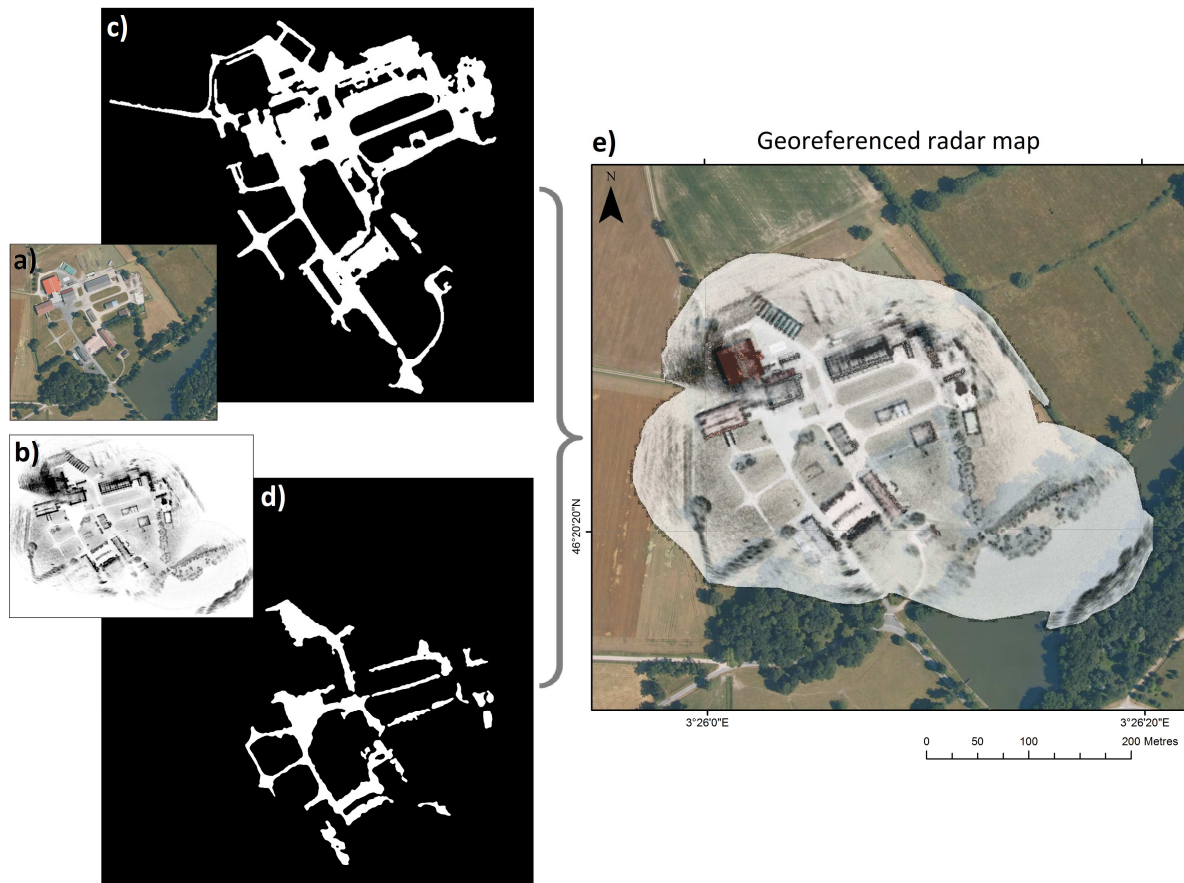 c)
a)
b)
d)
e)
Georeferenced radar map
N
46°20'20"N
3°26'0"E
3°26'20"E
0 50 100 200 Metres